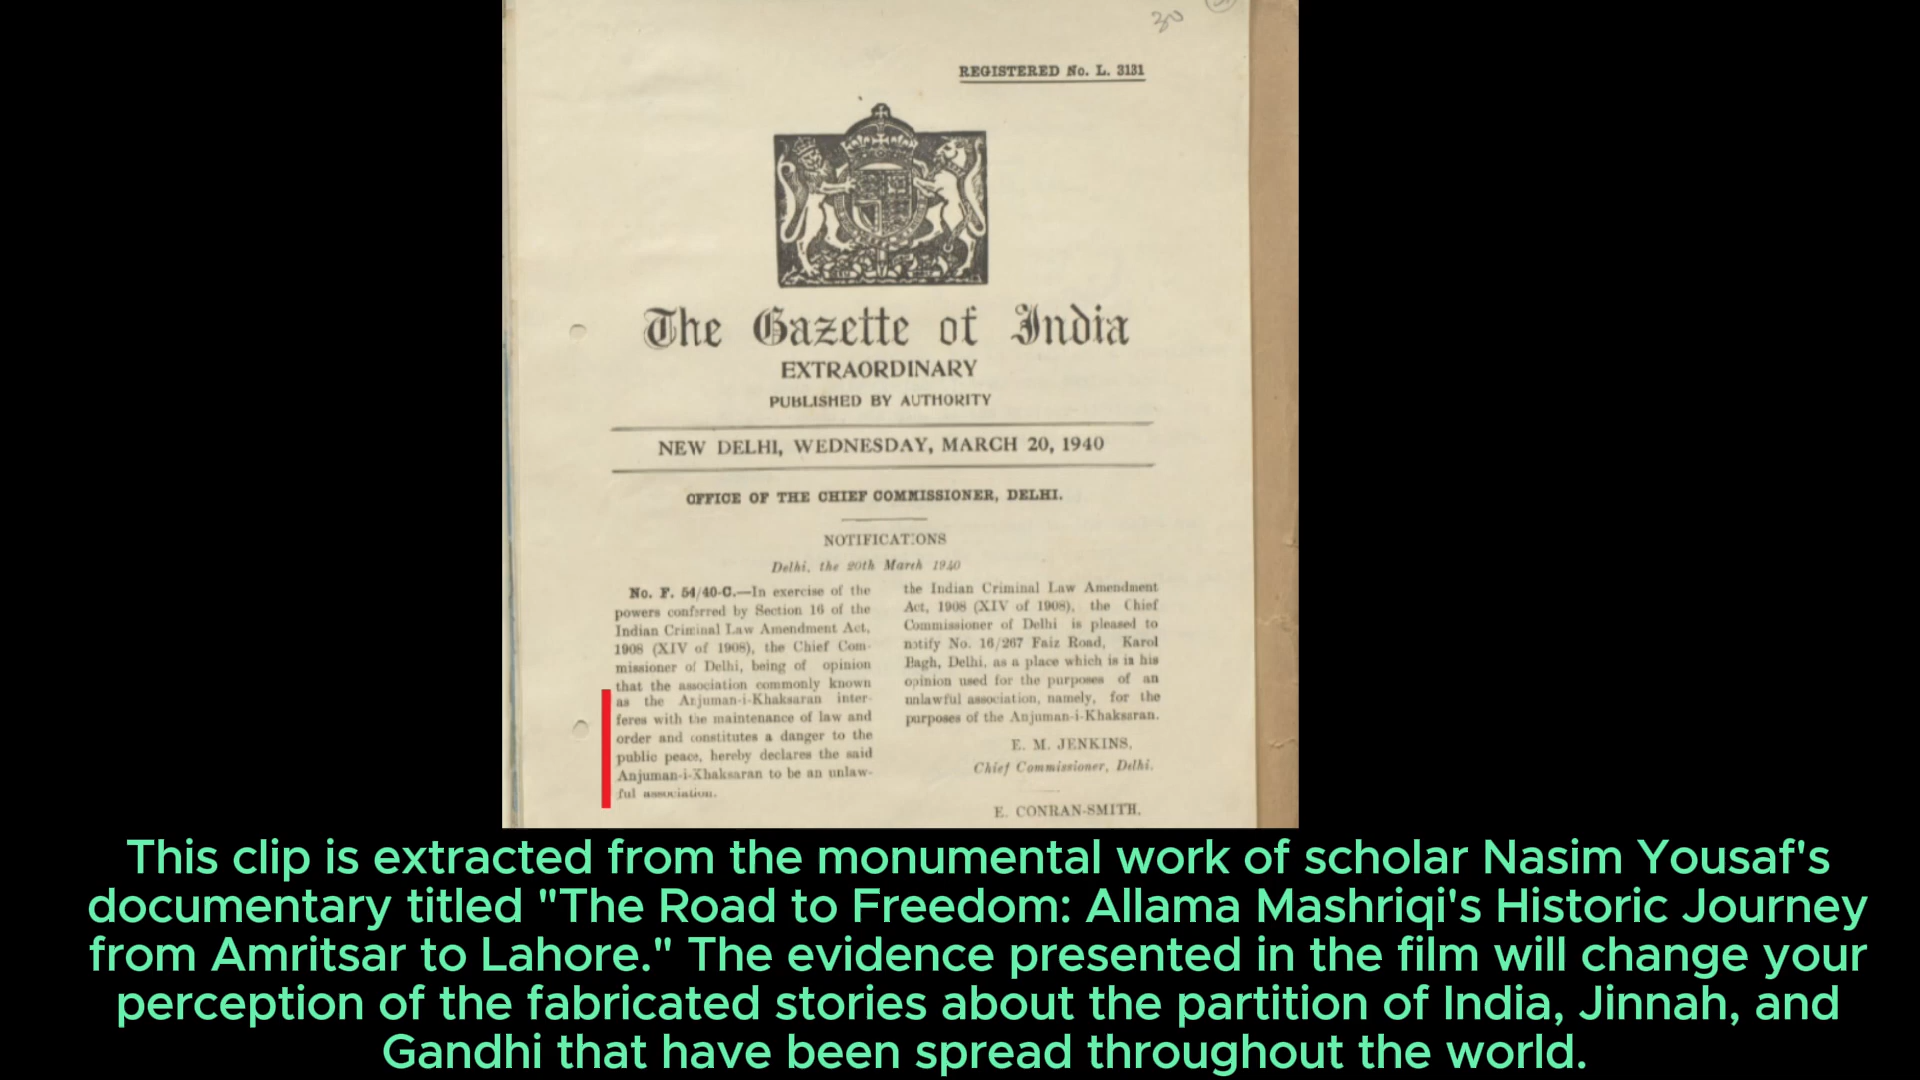 30
REGISTERED No. L. 3131
The Gazette of India
EXTRAORDINARY
PUBLISHED BY AUTHORITY
NEW DELHI, WEDNESDAY, MARCH 20, 1940
OFFICE OF THE CHIEF COMMISSIONER, DELHI.
NOTIFICATIONS
Delhi, the 20th March 1940
No. F. 54/40-C.—In exercise of the
powers conferred by Section 16 of the
Indian Criminal Law Amendment Act,
1908 (XIV of 1908), the Chief Com-
missioner of Delhi, being of opinion
that the association commonly known
as the Anjuman-i-Khaksaran inter-
feres with the maintenance of law and
order and constitutes a danger to the
public peace, hereby declares the said
Anjuman-i-Khaksaran to be an unlaw-
ful association.
the Indian Criminal Law Amendment
Act, 1908 (XIV of 1908), the Chief
Commissioner of Delhi is pleased to
notify No. 16/267 Faiz Road, Karol
Bagh, Delhi, as a place which is in his
opinion used for the purposes of an
unlawful association, namely, for the
purposes of the Anjuman-i-Khaksaran.
E. M. JENKINS,
Chief Commissioner, Delhi.
E. CONRAN-SMITH,
This clip is extracted from the monumental work of scholar Nasim Yousaf's
documentary titled "The Road to Freedom: Allama Mashriqi's Historic Journey
from Amritsar to Lahore." The evidence presented in the film will change your
perception of the fabricated stories about the partition of India, Jinnah, and
Gandhi that have been spread throughout the world.